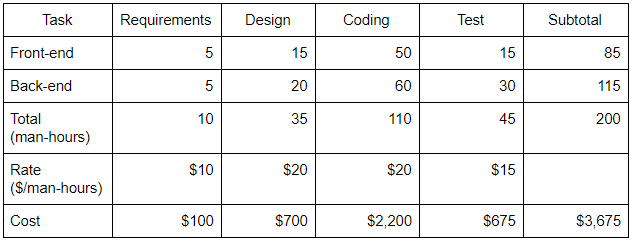 Task Requirements Design Coding Test Subtotal
Front-end 5 15 50 15 85
Back-end 5 20 60 30 115
Total
(man-hours) 10 35 110 45 200
Rate
($/man-hours) $10 $20 $20 $15
Cost $100 $700 $2,200 $675 $3,675